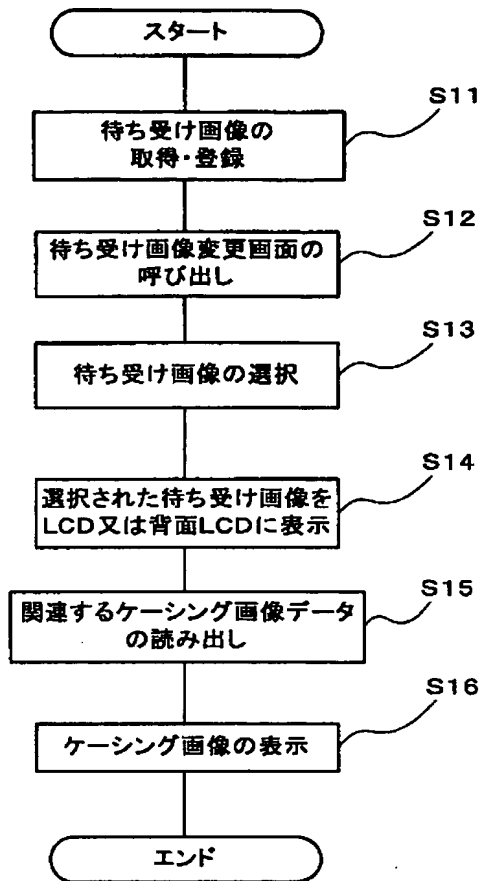 スタート
S11
待ち受け画像の
取得・登録
S12
待ち受け画像変更画面の
呼び出し
S13
待ち受け画像の選択
S14
選択された待ち受け画像を
LCD又は背面LCDに表示
S15
関連するケーシング画像データ
の読み出し
S16
ケーシング画像の表示
エンド